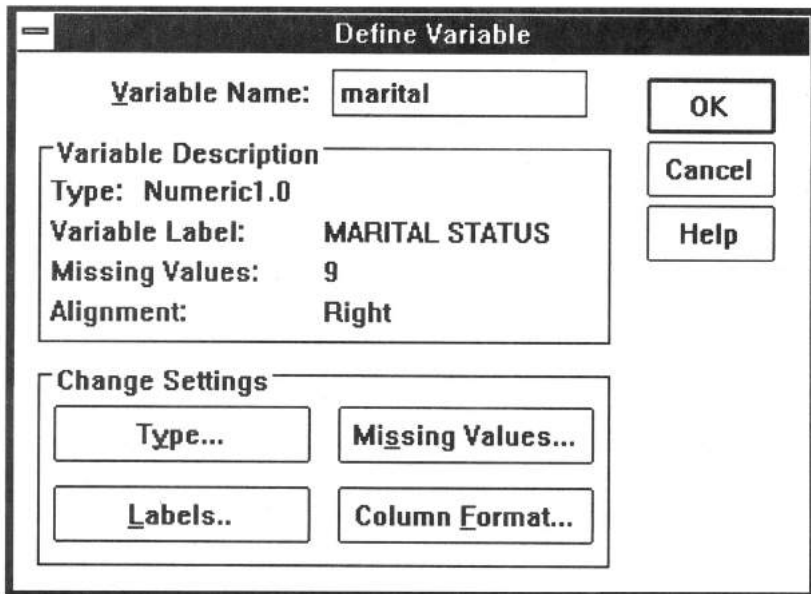 Define Variable
Variable Name: marital
OK
Cancel
Help
Variable Description
Type: Numeric1.0
Variable Label: MARITAL STATUS
Missing Values: 9
Alignment: Right
Change Settings
Type... Missing Values...
Labels.. Column Format...